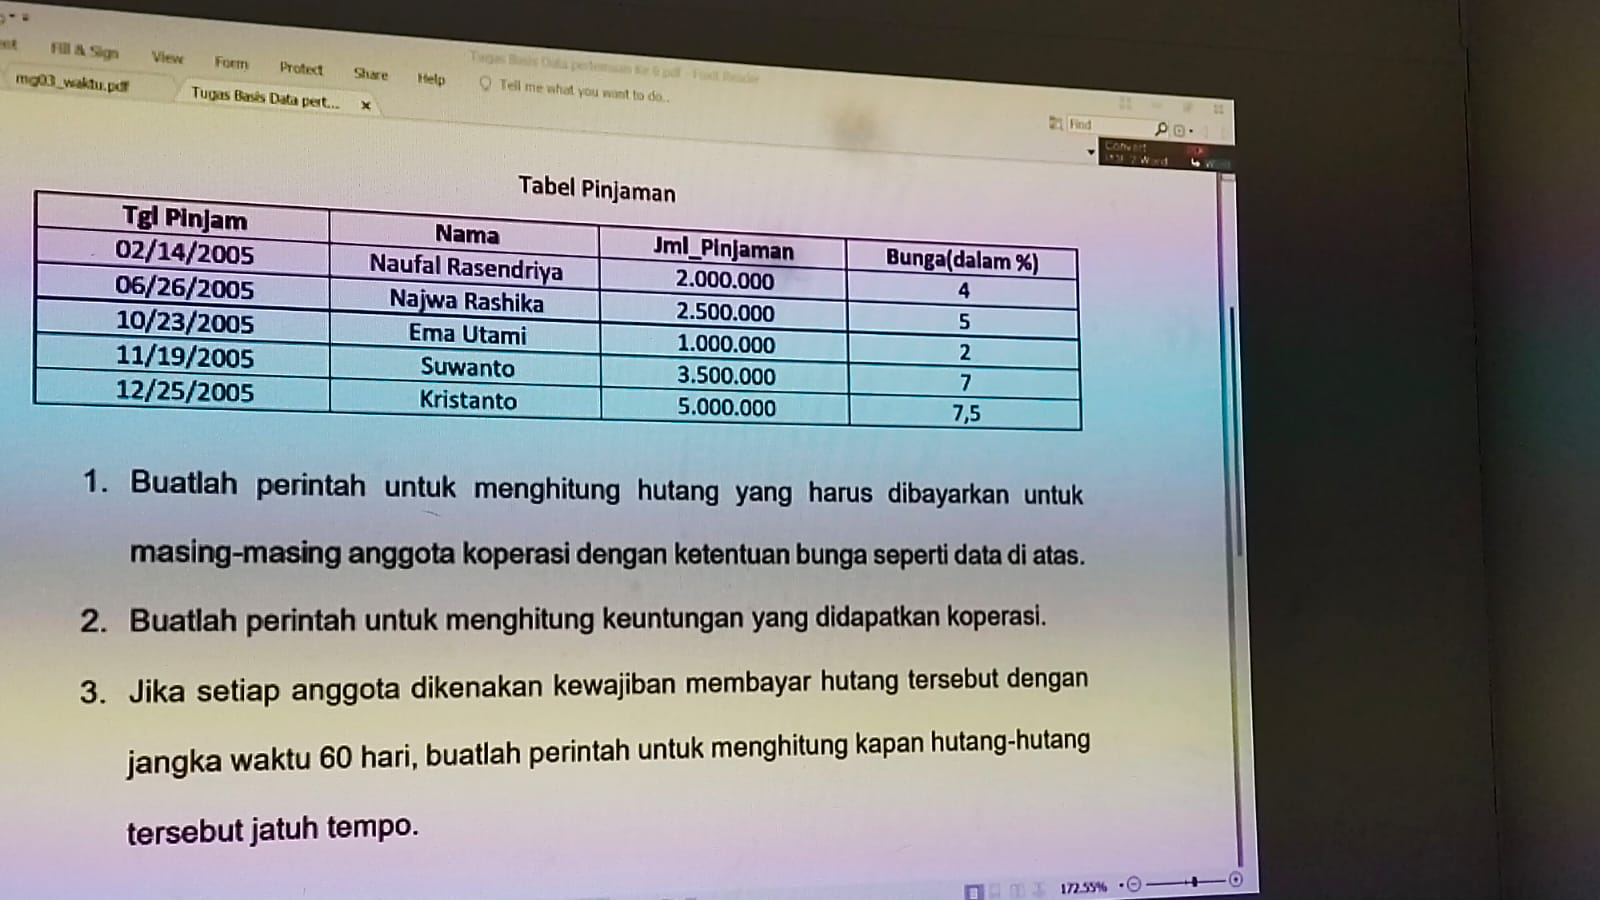 Fill & Sign View Form Protect Share Help
Tugas Basis Data pertemuan Ke 6.pdf - Foxit Reader
Tell me what you want to do..
mg03_waktu.pdf Tugas Basis Data pert... x
Find
Convert
Tabel Pinjaman
Tgl Pinjam Nama Jml_Pinjaman Bunga(dalam %)
02/14/2005 Naufal Rasendriya 2.000.000 4
06/26/2005 Najwa Rashika 2.500.000 5
10/23/2005 Ema Utami 1.000.000 2
11/19/2005 Suwanto 3.500.000 7
12/25/2005 Kristanto 5.000.000 7,5
1. Buatlah perintah untuk menghitung hutang yang harus dibayarkan untuk
masing-masing anggota koperasi dengan ketentuan bunga seperti data di atas.
2. Buatlah perintah untuk menghitung keuntungan yang didapatkan koperasi.
3. Jika setiap anggota dikenakan kewajiban membayar hutang tersebut dengan
jangka waktu 60 hari, buatlah perintah untuk menghitung kapan hutang-hutang
tersebut jatuh tempo.
172.55%